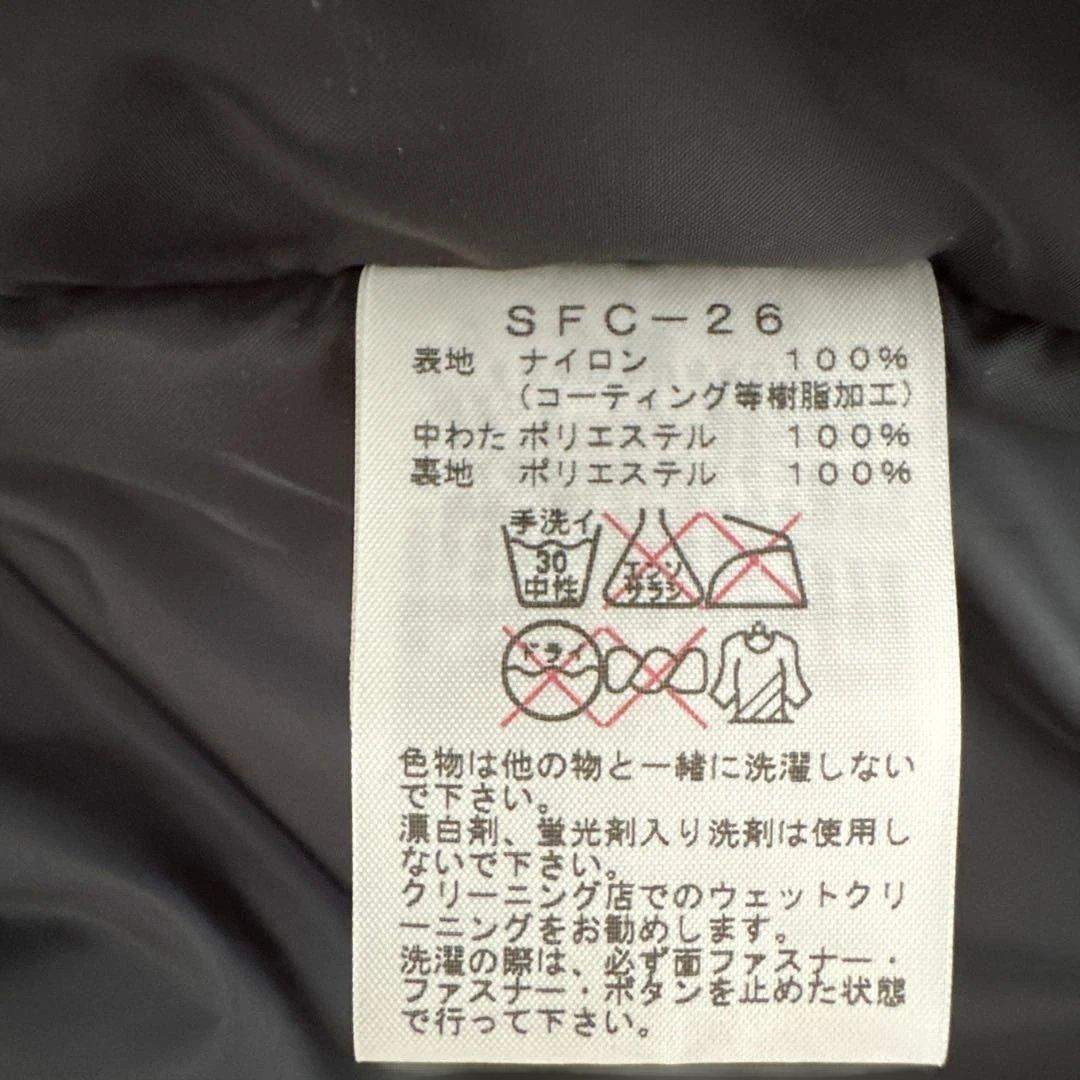 SFC-26
表地 ナイロン 100%
(コーティング等樹脂加工)
中わた ポリエステル 100%
裏地 ポリエステル 100%
手洗イ
30
中性
エンソ
サラシ
ドライ
色物は他の物と一緒に洗濯しない
で下さい。
漂白剤、蛍光剤入り洗剤は使用し
ないで下さい。
クリーニング店でのウェットクリ
ーニングをお勧めします。
洗濯の際は、必ず面ファスナー・
ファスナー・ボタンを止めた状態
で行って下さい。